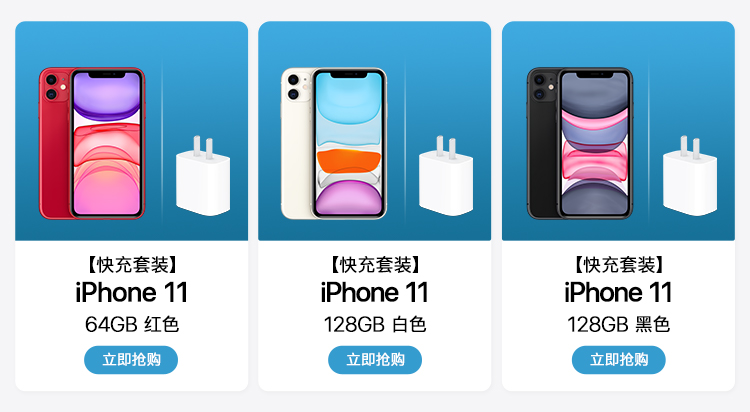 【快充套装】
iPhone 11
64GB 红色
立即抢购
【快充套装】
iPhone 11
128GB 白色
立即抢购
【快充套装】
iPhone 11
128GB 黑色
立即抢购